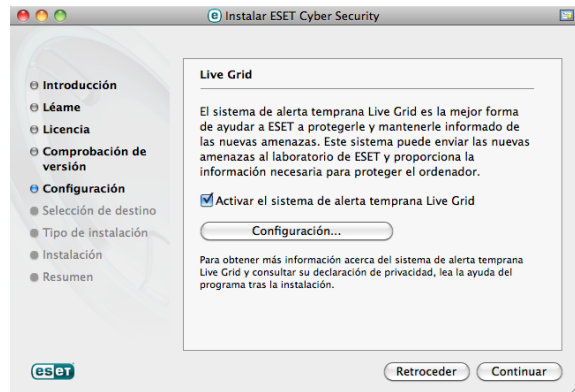 Instalar ESET Cyber Security
Introducción
Léame
Licencia
Comprobación de
versión
Configuración
Selección de destino
Tipo de instalación
Instalación
Resumen
Live Grid
El sistema de alerta temprana Live Grid es la mejor forma
de ayudar a ESET a protegerle y mantenerle informado de
las nuevas amenazas. Este sistema puede enviar las nuevas
amenazas al laboratorio de ESET y proporciona la
información necesaria para proteger el ordenador.
Activar el sistema de alerta temprana Live Grid
Configuración...
Para obtener más información acerca del sistema de alerta temprana
Live Grid y consultar su declaración de privacidad, lea la ayuda del
programa tras la instalación.
eseT
Retroceder
Continuar